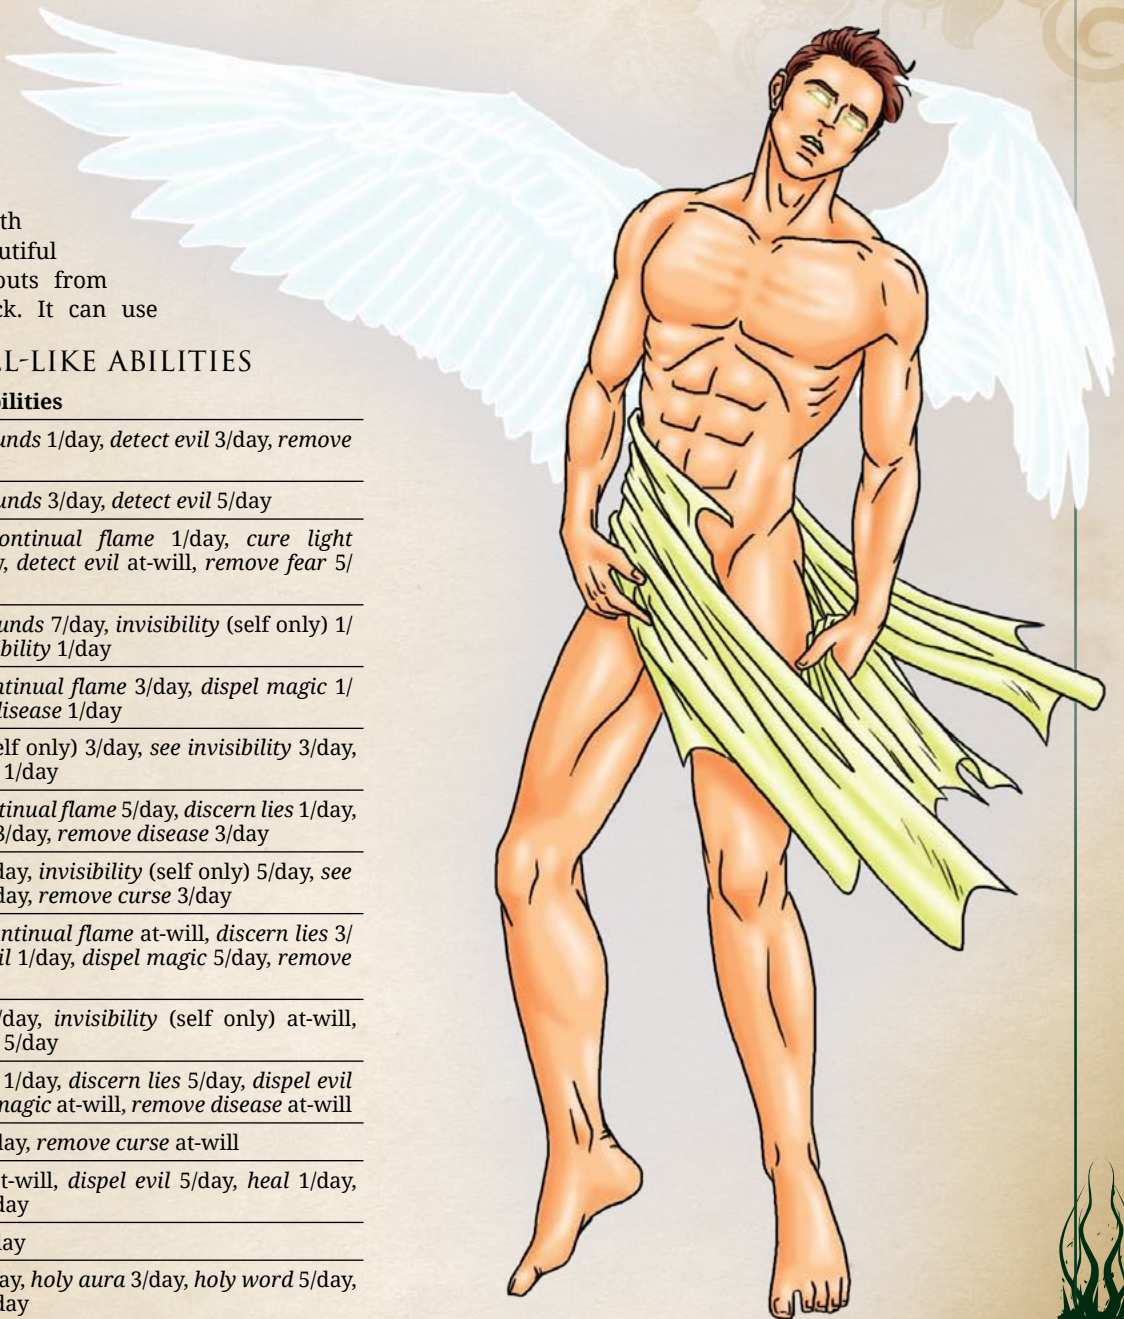 th
utiful
outs from
ck. It can use
L-LIKE ABILITIES
ilities
unds 1/day, detect evil 3/day, remove
unds 3/day, detect evil 5/day
ontinual flame 1/day, cure light
y, detect evil at-will, remove fear 5/
unds 7/day, invisibility (self only) 1/
bility 1/day
ntinual flame 3/day, dispel magic 1/
disease 1/day
elf only) 3/day, see invisibility 3/day,
1/day
tinual flame 5/day, discern lies 1/day,
3/day, remove disease 3/day
day, invisibility (self only) 5/day, see
day, remove curse 3/day
ntinual flame at-will, discern lies 3/
il 1/day, dispel magic 5/day, remove
/day, invisibility (self only) at-will,
5/day
1/day, discern lies 5/day, dispel evil
magic at-will, remove disease at-will
day, remove curse at-will
t-will, dispel evil 5/day, heal 1/day,
day
ay
ay, holy aura 3/day, holy word 5/day,
day